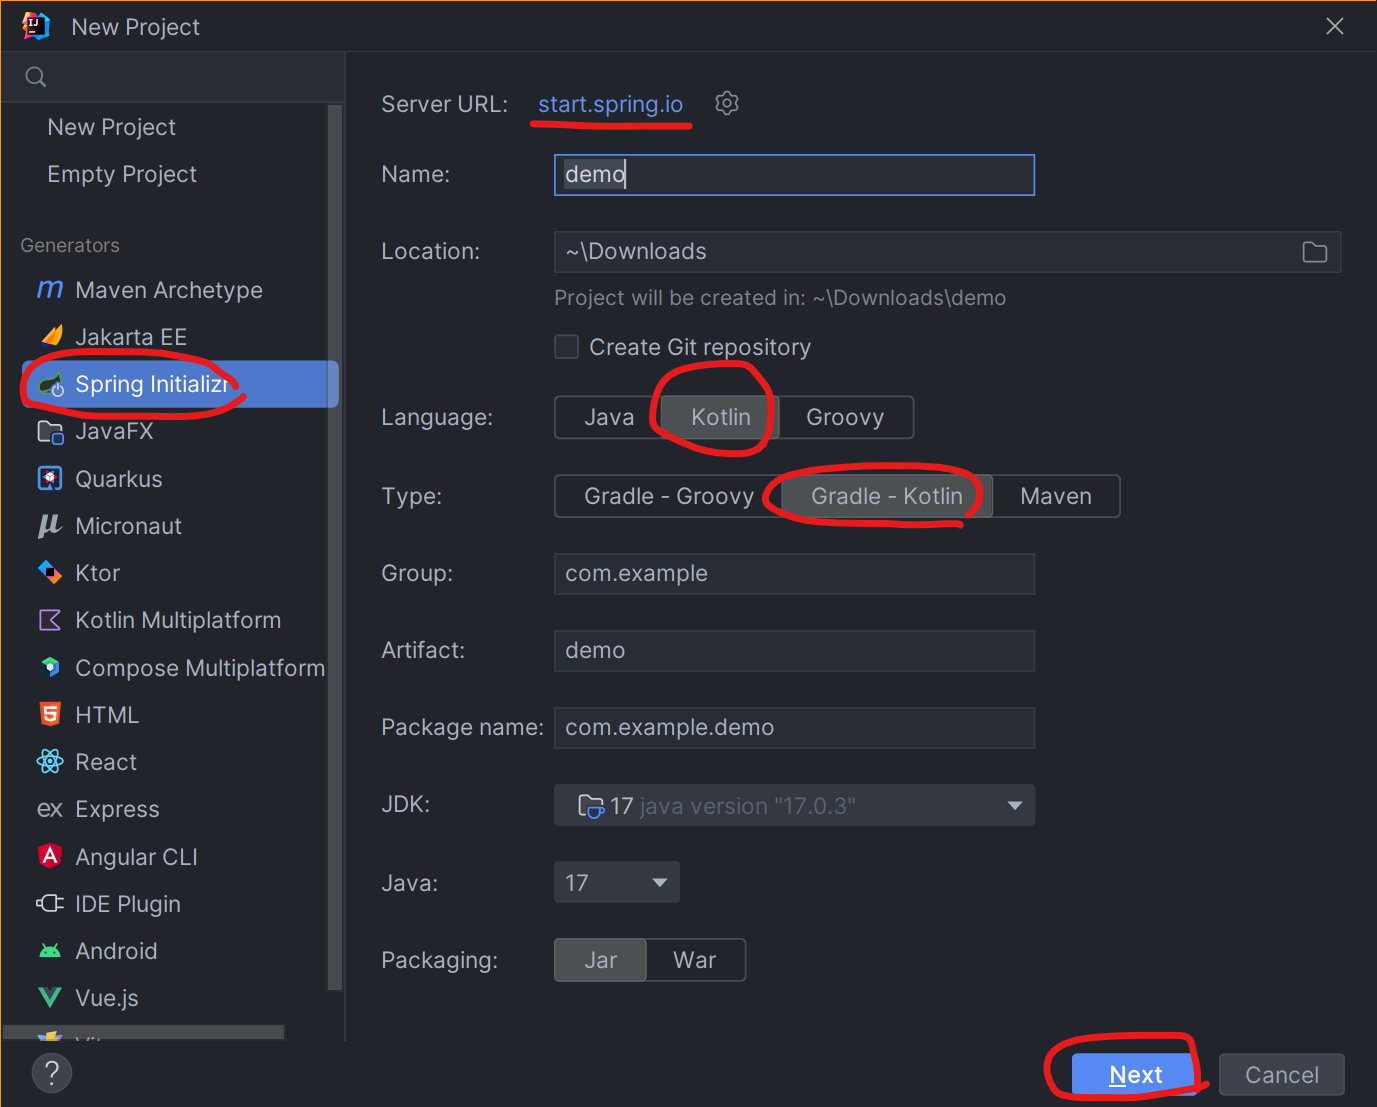 New Project
New Project
Empty Project
Generators
Maven Archetype
Jakarta EE
Spring Initializr
JavaFX
Quarkus
Micronaut
Ktor
Kotlin Multiplatform
Compose Multiplatform
HTML
React
ex Express
Angular CLI
IDE Plugin
Android
Vue.js
?
Server URL: start.spring.io
Name: demo
Location: ~\Downloads
Project will be created in: ~\Downloads\demo
Create Git repository
Language: Java Kotlin Groovy
Type: Gradle - Groovy Gradle - Kotlin Maven
Group: com.example
Artifact: demo
Package name: com.example.demo
JDK: 17 java version "17.0.3"
Java: 17
Packaging: Jar War
Next Cancel